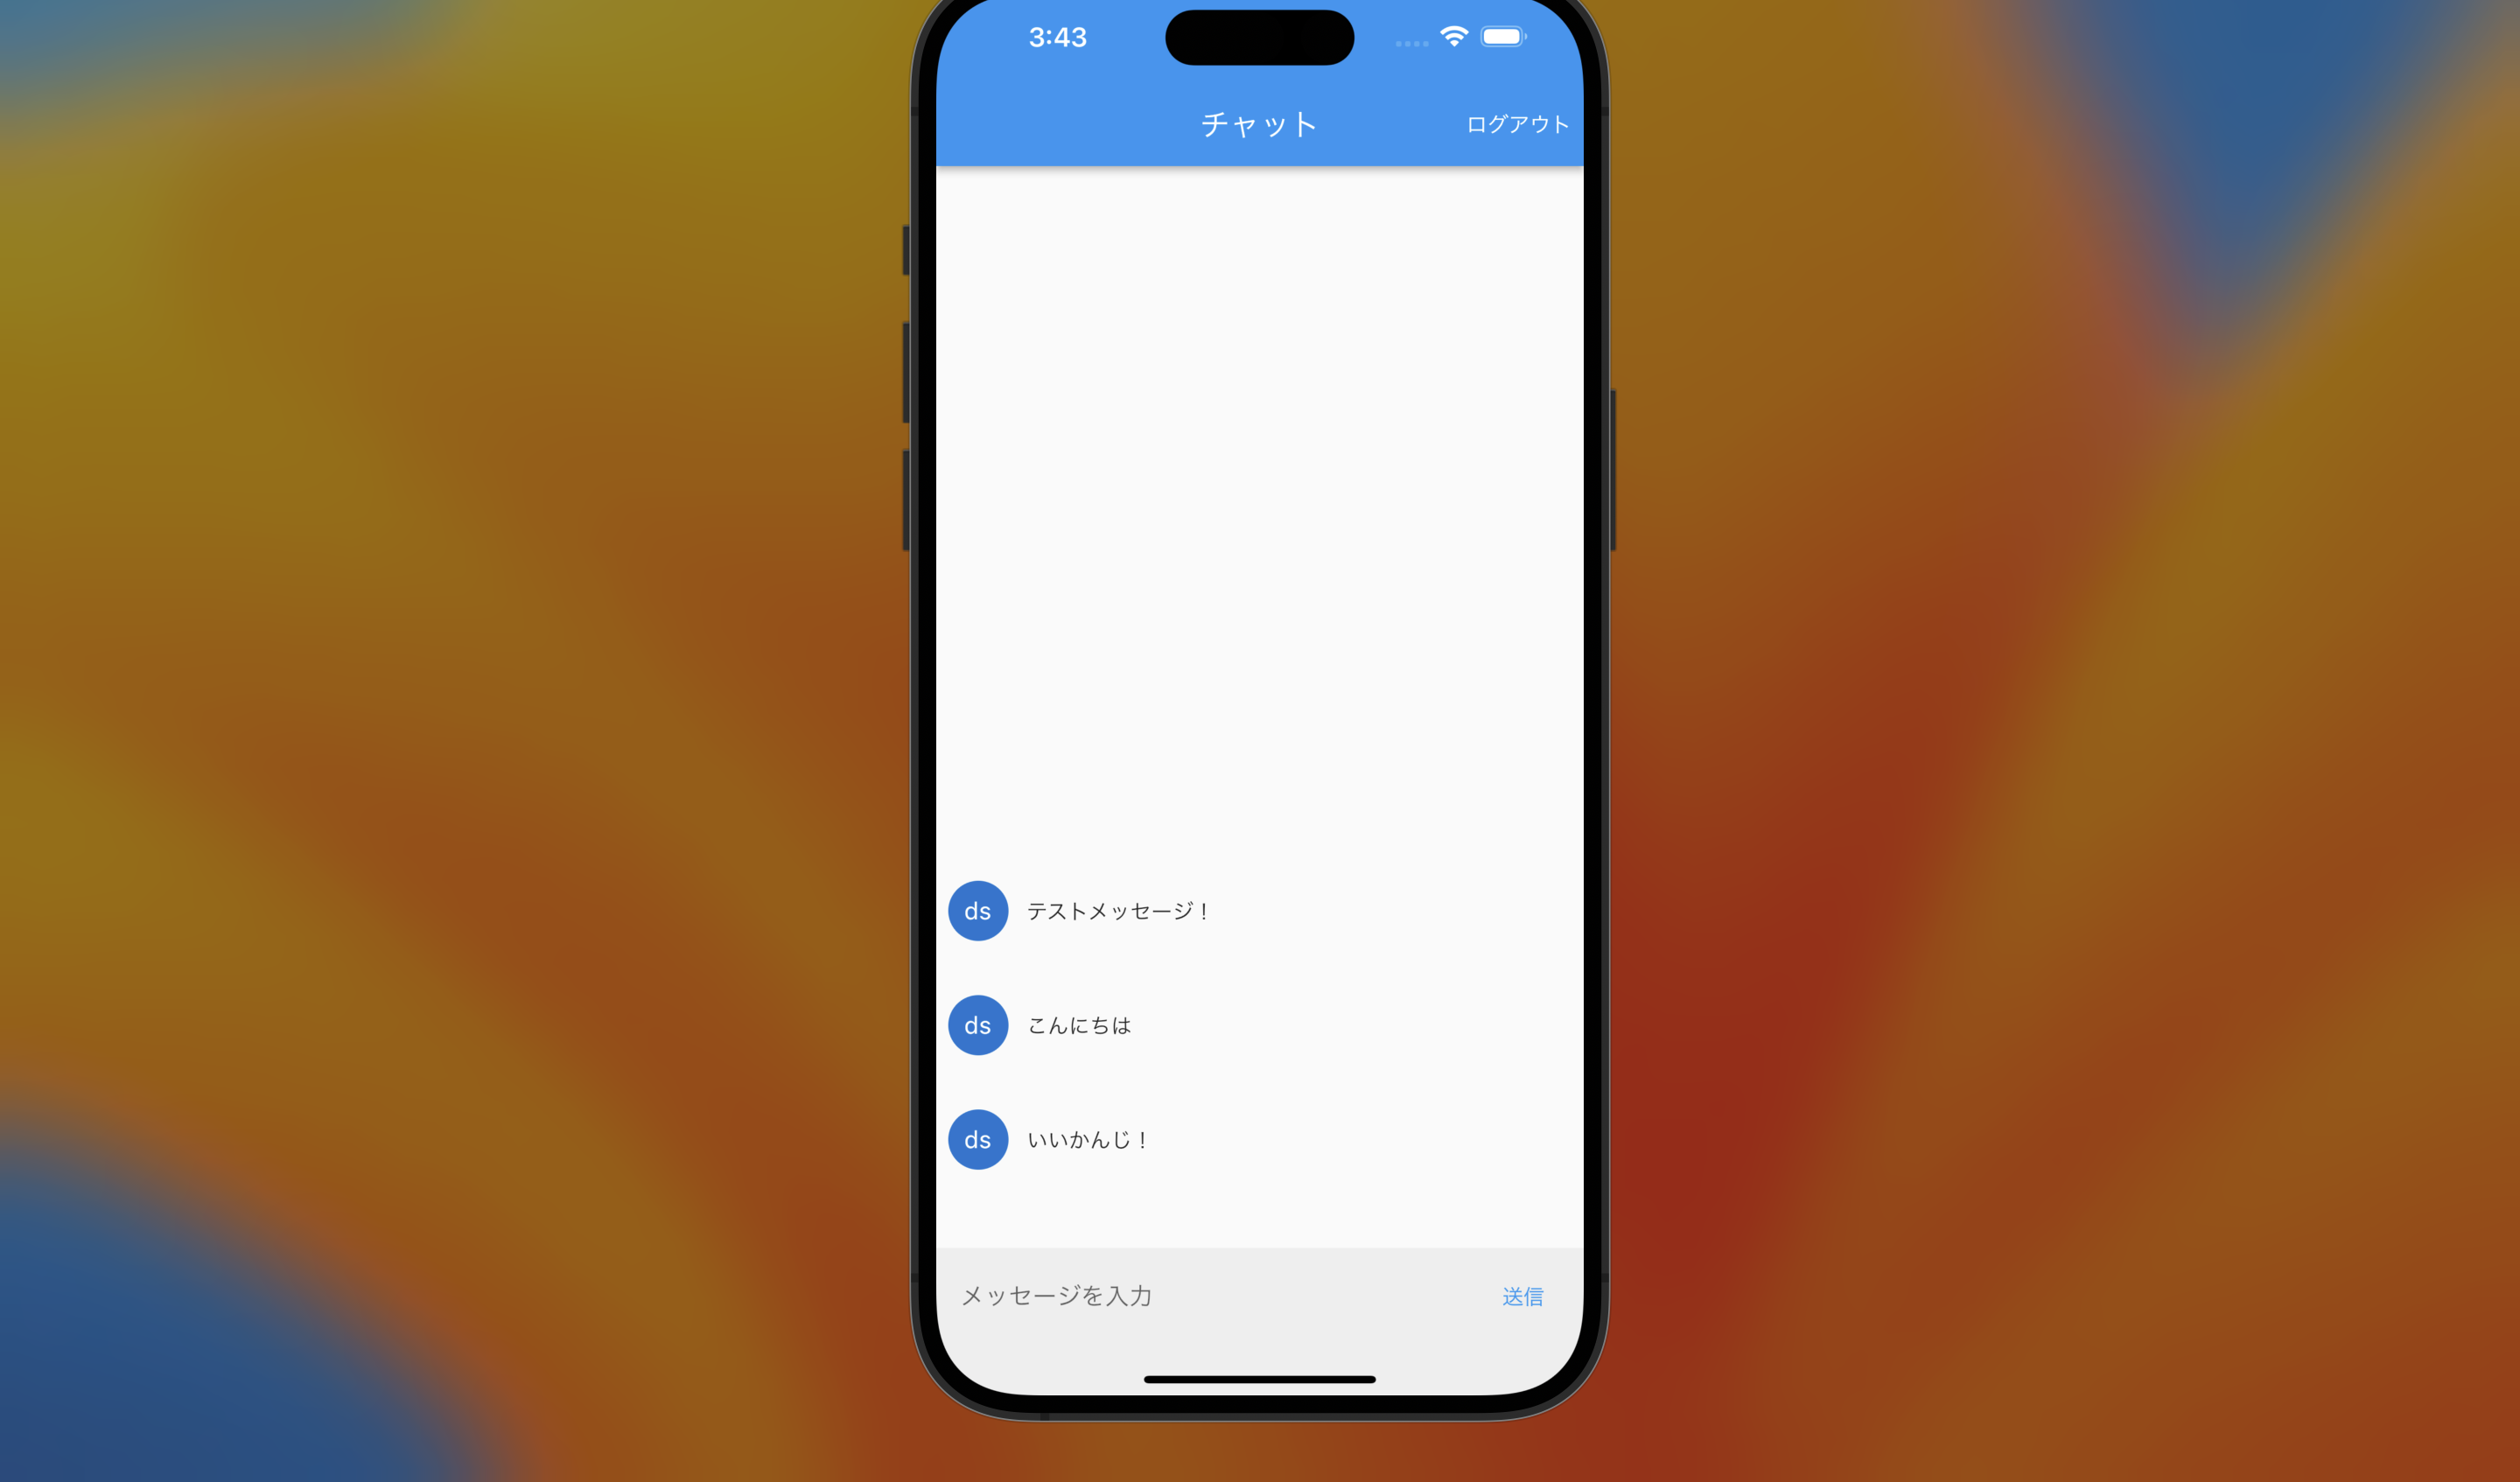 3:43
チャット
ログアウト
ds
テストメッセージ！
ds
こんにちは
ds
いいかんじ！
メッセージを入力
送信